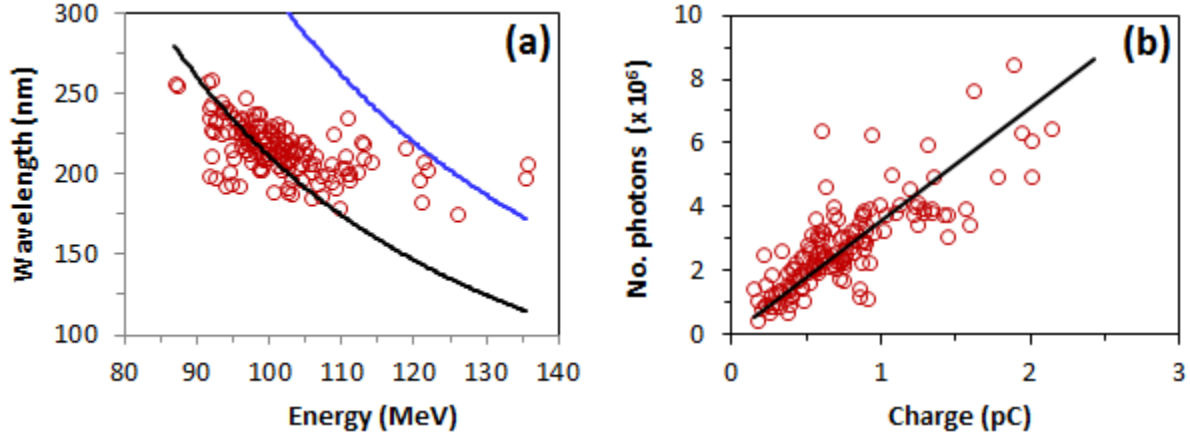 (a)
Wavelength (nm)
300
250
200
150
100
80 90 100 110 120 130 140
Energy (MeV)
(b)
No. photons (x 10⁶)
10
8
6
4
2
0
0 1 2 3
Charge (pC)